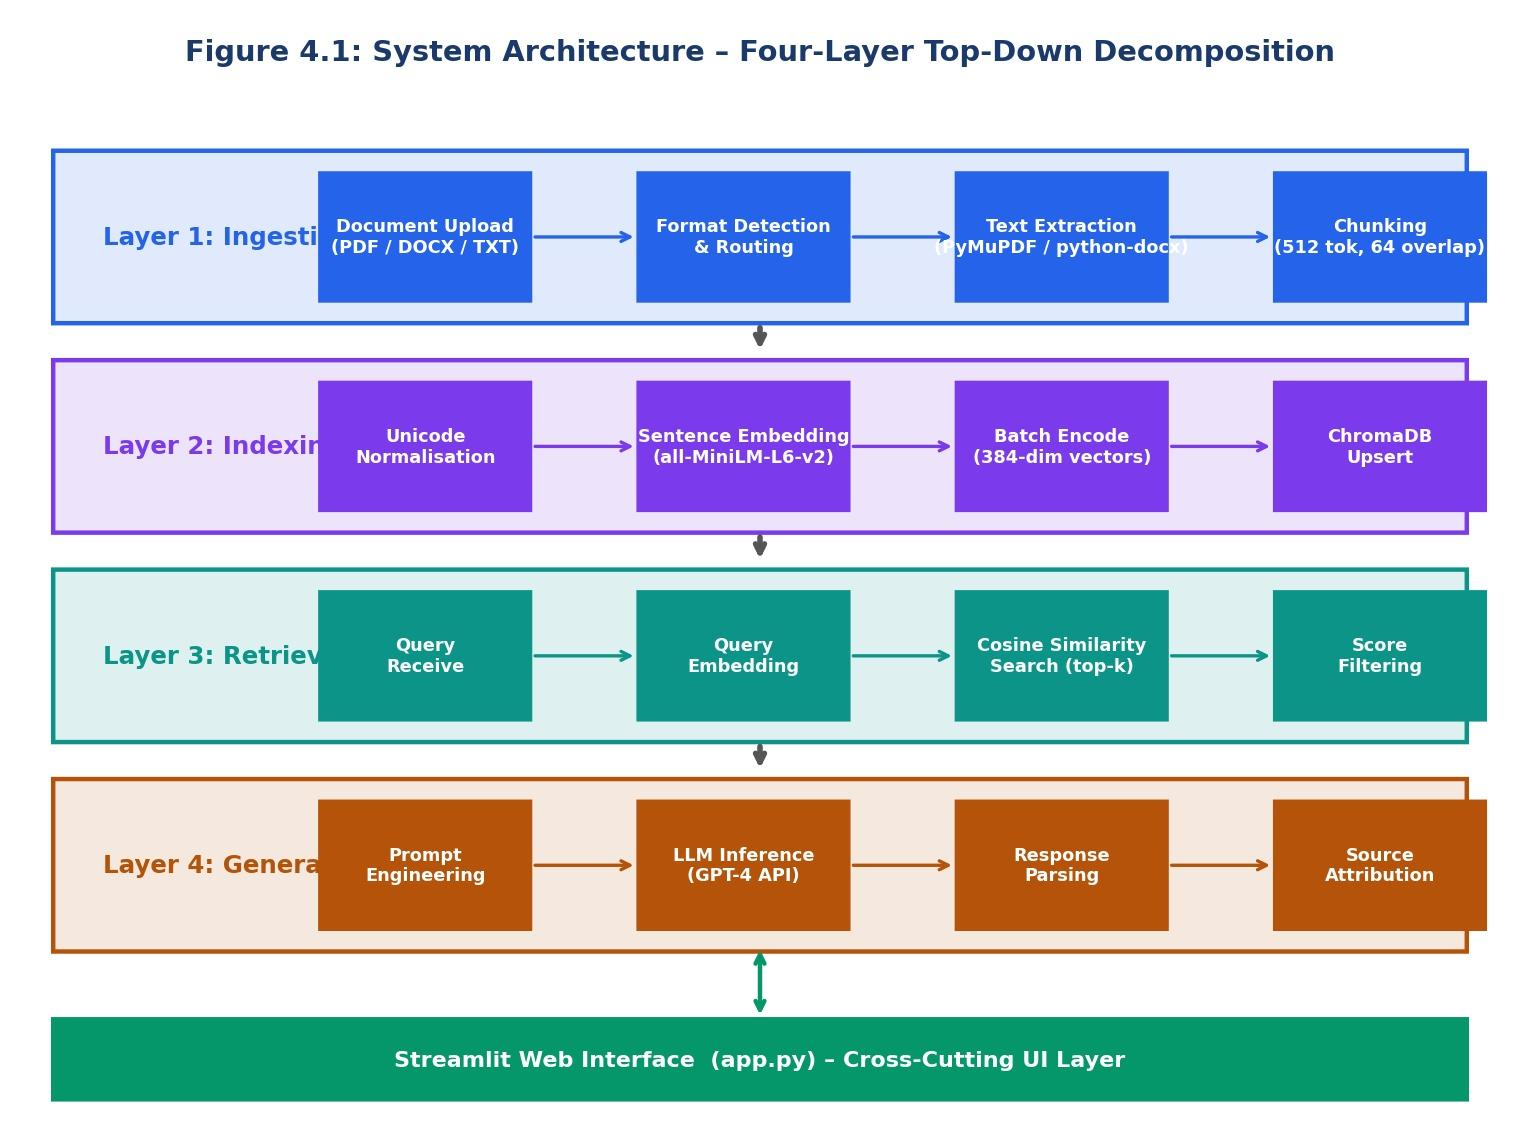 Figure 4.1: System Architecture – Four-Layer Top-Down Decomposition
Layer 1: Ingesti
Document Upload
(PDF / DOCX / TXT)
Format Detection
& Routing
Text Extraction
(PyMuPDF / python-docx)
Chunking
(512 tok, 64 overlap)
Layer 2: Indexin
Unicode
Normalisation
Sentence Embedding
(all-MiniLM-L6-v2)
Batch Encode
(384-dim vectors)
ChromaDB
Upsert
Layer 3: Retriev
Query
Receive
Query
Embedding
Cosine Similarity
Search (top-k)
Score
Filtering
Layer 4: Genera
Prompt
Engineering
LLM Inference
(GPT-4 API)
Response
Parsing
Source
Attribution
Streamlit Web Interface  (app.py) – Cross-Cutting UI Layer